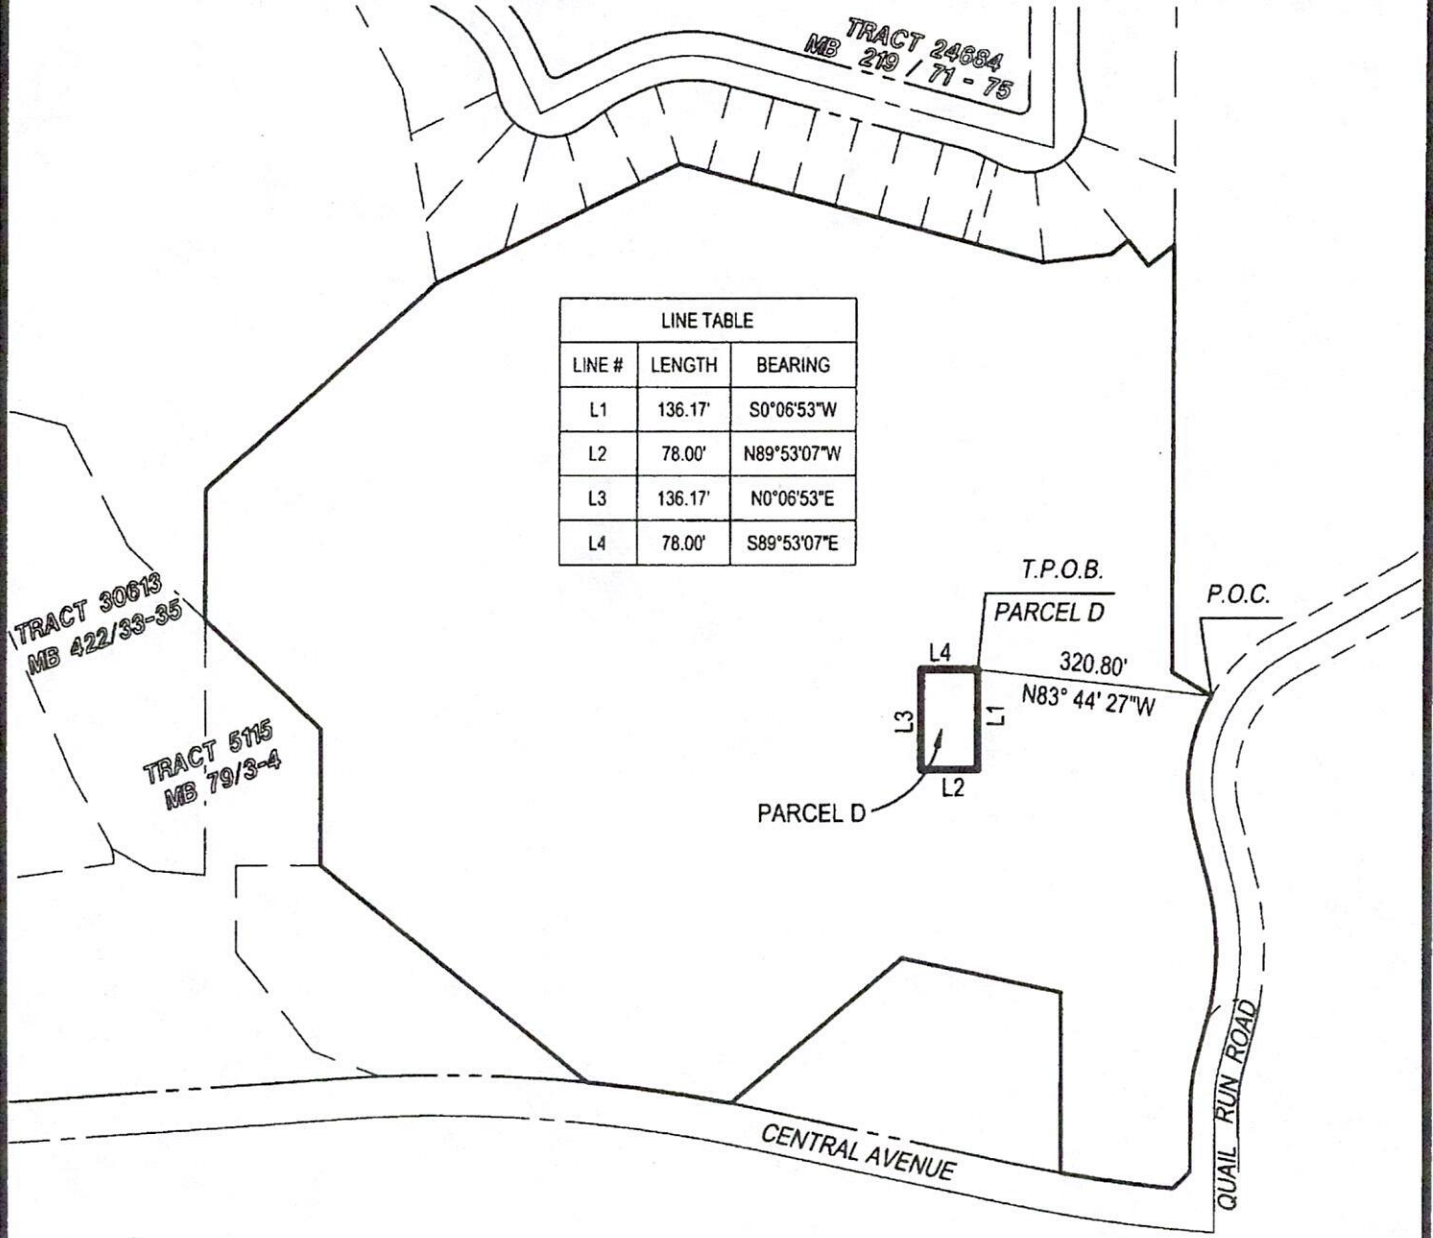 TRACT 24684
MB 219 / 71 - 75
LINE TABLE
LINE # LENGTH BEARING
L1 136.17' S0°06'53"W
L2 78.00' N89°53'07"W
L3 136.17' N0°06'53"E
L4 78.00' S89°53'07"E
T.P.O.B.
PARCEL D
P.O.C.
TRACT 30613
MB 422/33-35
L4
320.80'
N83° 44' 27"W
L3
L1
TRACT 5115
MB 79/3-4
L2
PARCEL D
CENTRAL AVENUE
QUAIL RUN ROAD